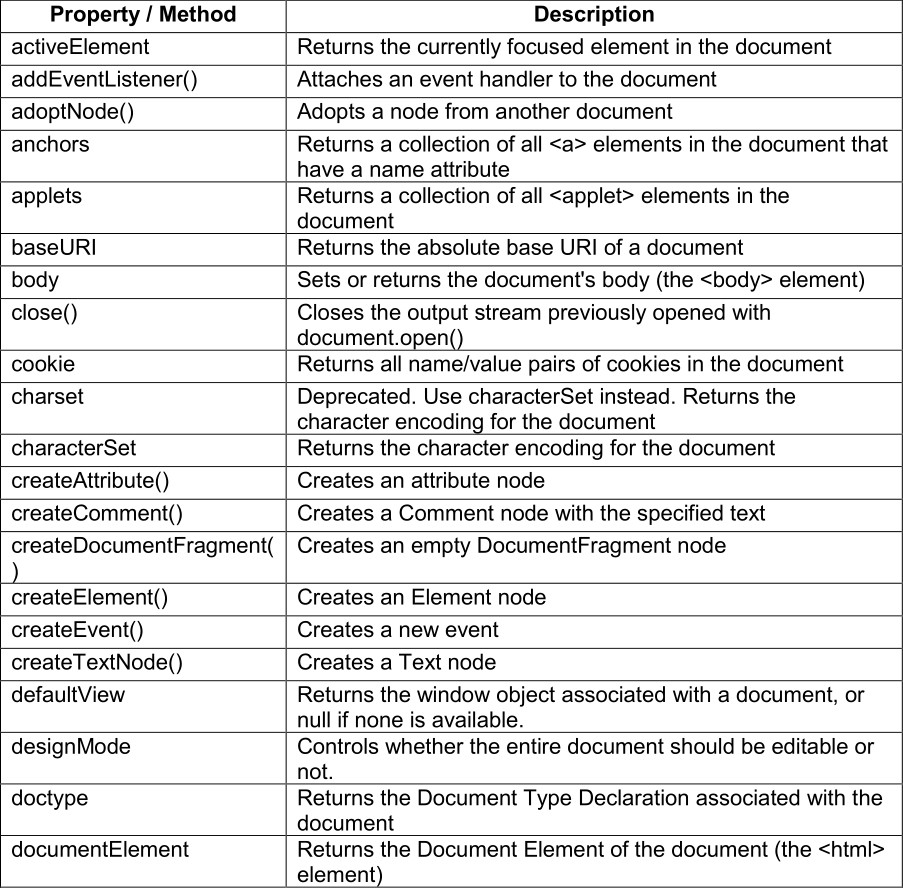 Property / Method Description
activeElement Returns the currently focused element in the document
addEventListener() Attaches an event handler to the document
adoptNode() Adopts a node from another document
anchors Returns a collection of all <a> elements in the document that
have a name attribute
applets Returns a collection of all <applet> elements in the
document
baseURI Returns the absolute base URI of a document
body Sets or returns the document's body (the <body> element)
close() Closes the output stream previously opened with
document.open()
cookie Returns all name/value pairs of cookies in the document
charset Deprecated. Use characterSet instead. Returns the
character encoding for the document
characterSet Returns the character encoding for the document
createAttribute() Creates an attribute node
createComment() Creates a Comment node with the specified text
createDocumentFragment( Creates an empty DocumentFragment node
)
createElement() Creates an Element node
createEvent() Creates a new event
createTextNode() Creates a Text node
defaultView Returns the window object associated with a document, or
null if none is available.
designMode Controls whether the entire document should be editable or
not.
doctype Returns the Document Type Declaration associated with the
document
documentElement Returns the Document Element of the document (the <html>
element)